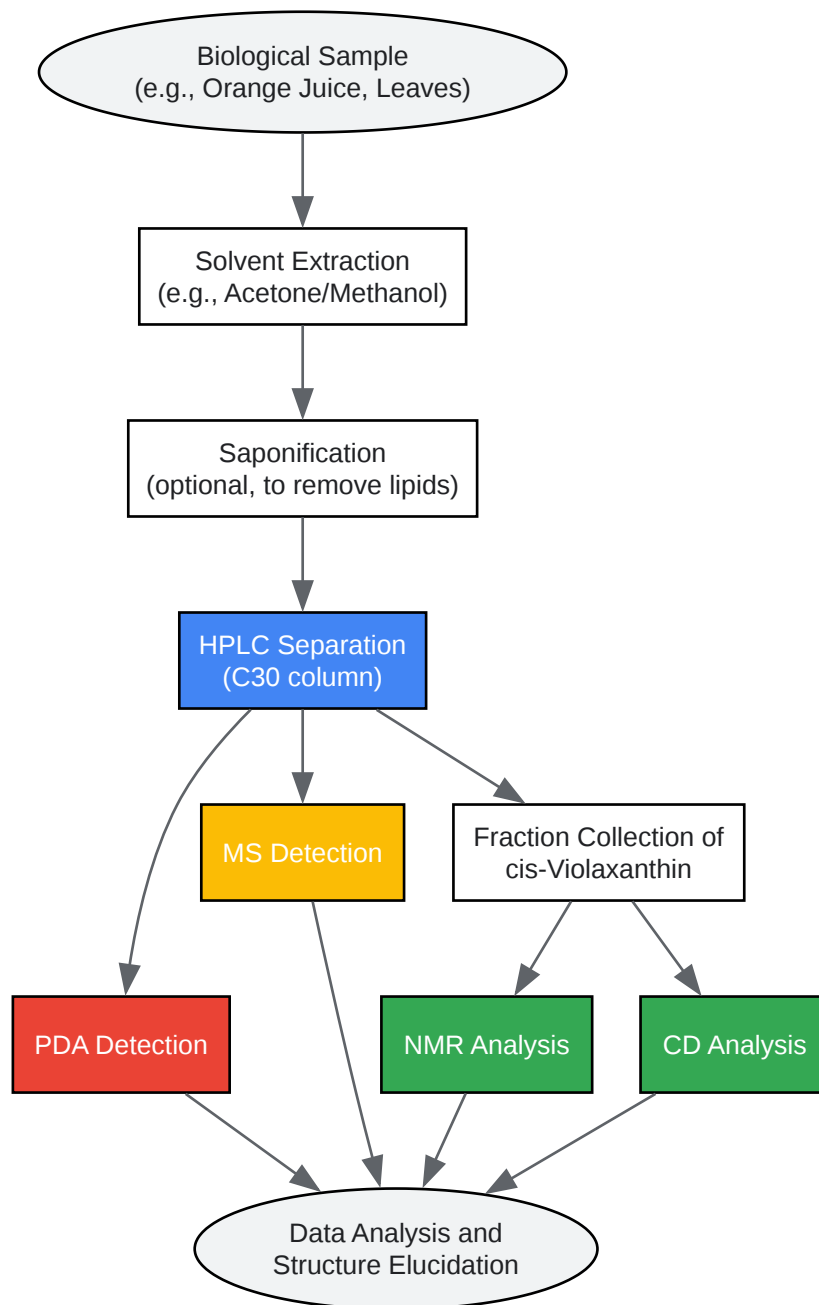 Biological Sample
(e.g., Orange Juice, Leaves)
Solvent Extraction
(e.g., Acetone/Methanol)
Saponification
(optional, to remove lipids)
HPLC Separation
(C30 column)
MS Detection
Fraction Collection of
cis-Violaxanthin
PDA Detection
NMR Analysis
CD Analysis
Data Analysis and
Structure Elucidation